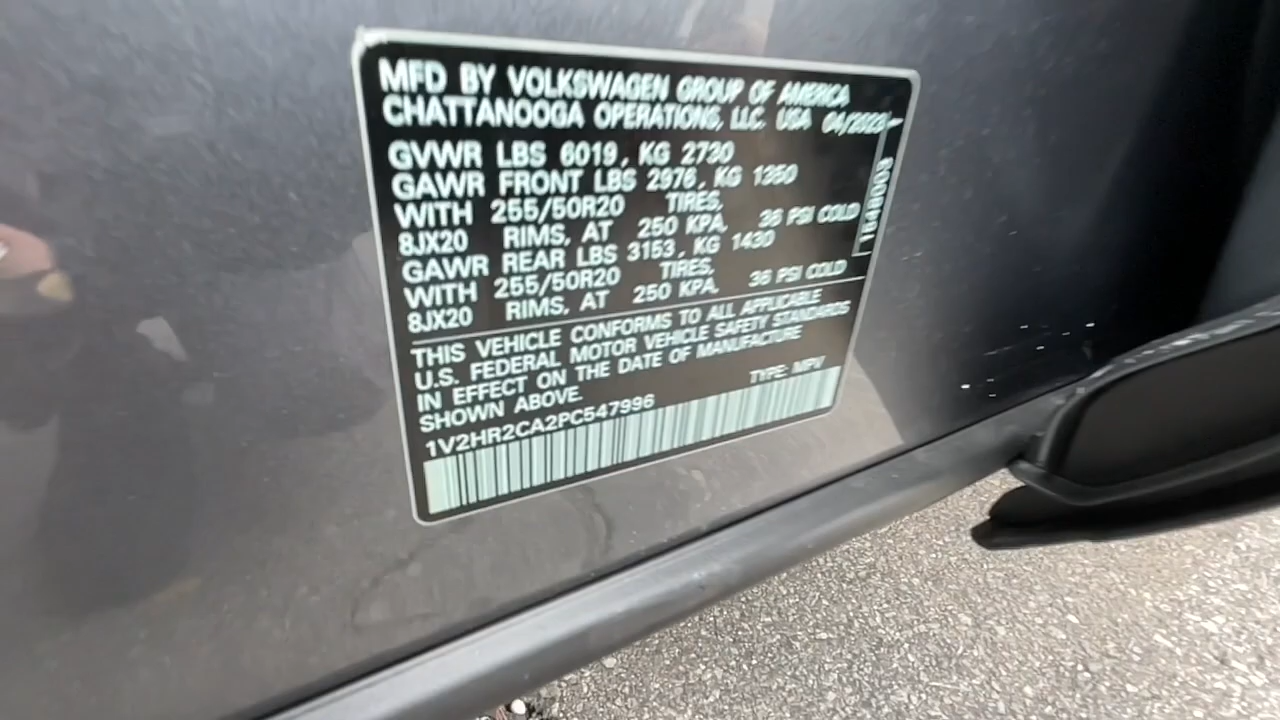 MFD BY VOLKSWAGEN GROUP OF AMERICA
CHATTANOOGA OPERATIONS, LLC. USA 04/2023
GVWR LBS 6019, KG 2730
GAWR FRONT LBS 2976, KG 1350
WITH 255/50R20 TIRES,
8JX20 RIMS, AT 250 KPA, 36 PSI COLD
GAWR REAR LBS 3153, KG 1430
WITH 255/50R20 TIRES,
8JX20 RIMS, AT 250 KPA, 36 PSI COLD
THIS VEHICLE CONFORMS TO ALL APPLICABLE
U.S. FEDERAL MOTOR VEHICLE SAFETY STANDARDS
IN EFFECT ON THE DATE OF MANUFACTURE
SHOWN ABOVE.
1V2HR2CA2PC547996 TYPE: MPV